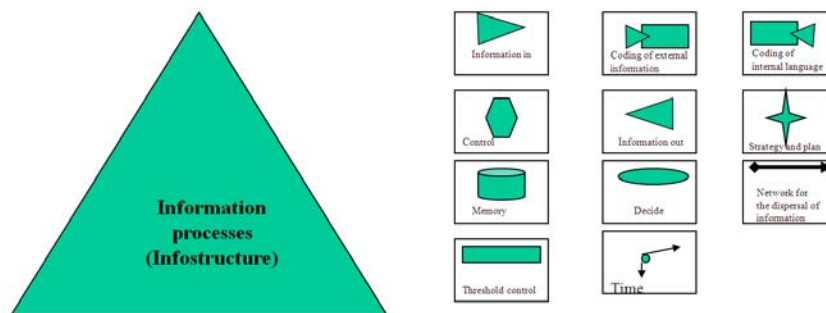 Information
processes
(Infostructure)
Information in
Coding of external
information
Coding of
internal language
Control
Information out
Strategy and plan
Memory
Decide
Network for
the dispersal of
information
Threshold control
Time